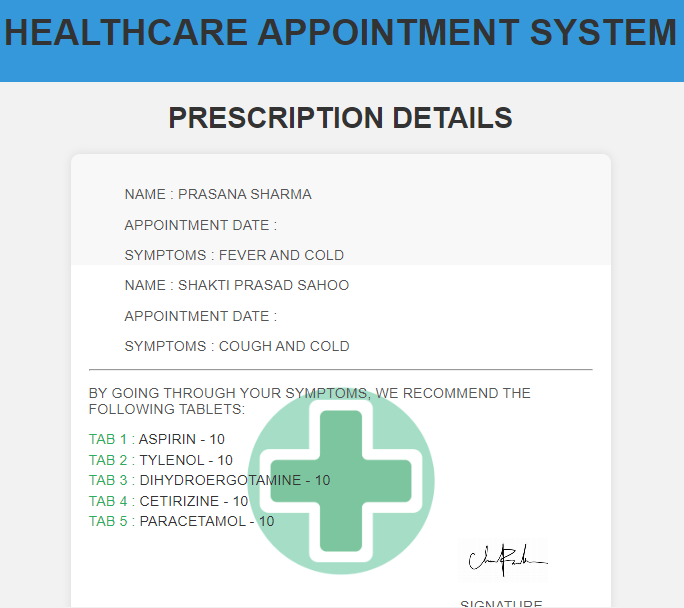 HEALTHCARE APPOINTMENT SYSTEM
PRESCRIPTION DETAILS
NAME : PRASANA SHARMA
APPOINTMENT DATE :
SYMPTOMS : FEVER AND COLD
NAME : SHAKTI PRASAD SAHOO
APPOINTMENT DATE :
SYMPTOMS : COUGH AND COLD
BY GOING THROUGH YOUR SYMPTOMS, WE RECOMMEND THE
FOLLOWING TABLETS:
TAB 1 : ASPIRIN - 10
TAB 2 : TYLENOL - 10
TAB 3 : DIHYDROERGOTAMINE - 10
TAB 4 : CETIRIZINE - 10
TAB 5 : PARACETAMOL - 10
SIGNATURE